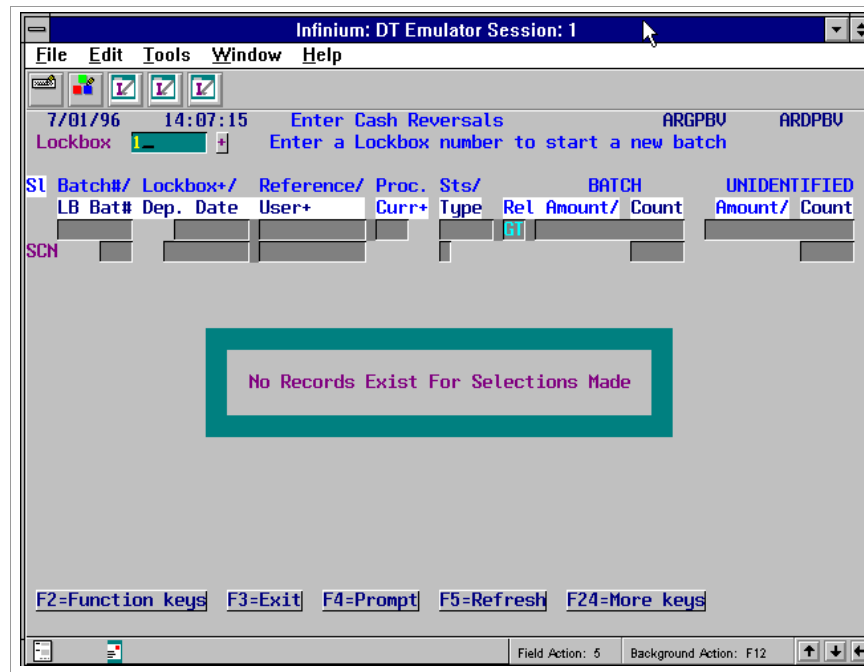 Infinium: DT Emulator Session: 1
File Edit Tools Window Help
7/01/96 14:07:15 Enter Cash Reversals ARGPBV ARDPBV
Lockbox 1_ + Enter a Lockbox number to start a new batch
Sl Batch#/ Lockbox+/ Reference/ Proc. Sts/ BATCH UNIDENTIFIED
LB Bat# Dep. Date User+ Curr+ Type Rel Amount/ Count Amount/ Count
GT
SCN
No Records Exist For Selections Made
F2=Function keys F3=Exit F4=Prompt F5=Refresh F24=More keys
Field Action: 5 Background Action: F12